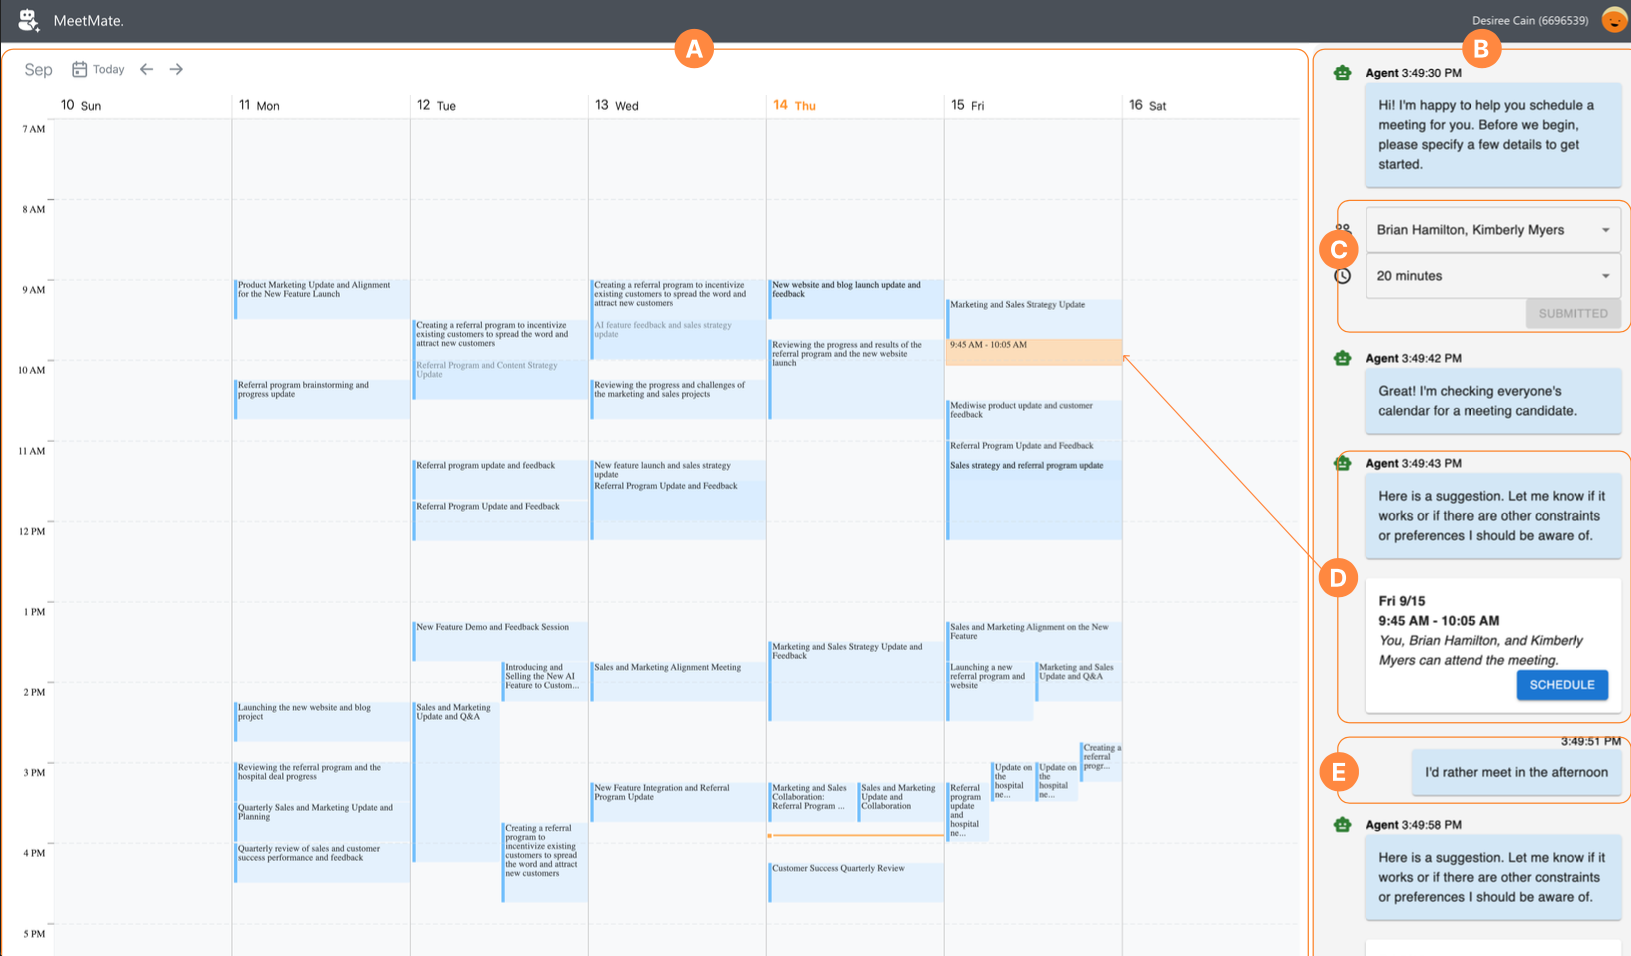 MeetMate.
Desiree Cain (6696539)
A
B
Sep
Today
10 Sun
11 Mon
12 Tue
13 Wed
14 Thu
15 Fri
16 Sat
7 AM
8 AM
9 AM
10 AM
11 AM
12 PM
1 PM
2 PM
3 PM
4 PM
5 PM
Product Marketing Update and Alignment
for the New Feature Launch
Referral program brainstorming and
progress update
Launching the new website and blog
project
Reviewing the referral program and the
hospital deal progress
Quarterly Sales and Marketing Update and
Planning
Quarterly review of sales and customer
success performance and feedback
Creating a referral program to incentivize
existing customers to spread the word and
attract new customers
Referral Program and Content Strategy
Update
Referral program update and feedback
Referral Program Update and Feedback
New Feature Demo and Feedback Session
Introducing and
Selling the New AI
Feature to Custom...
Sales and Marketing
Update and Q&A
Creating a referral
program to
incentivize existing
customers to spread
the word and attract
new customers
Creating a referral program to incentivize
existing customers to spread the word and
attract new customers
AI feature feedback and sales strategy
update
Reviewing the progress and challenges of
the marketing and sales projects
New feature launch and sales strategy
update
Referral Program Update and Feedback
Sales and Marketing Alignment Meeting
New Feature Integration and Referral
Program Update
New website and blog launch update and
feedback
Reviewing the progress and results of the
referral program and the new website
launch
Marketing and Sales Strategy Update and
Feedback
Marketing and Sales
Collaboration:
Referral Program ...
Sales and Marketing
Update and
Collaboration
Customer Success Quarterly Review
Marketing and Sales Strategy Update
9:45 AM - 10:05 AM
Mediwise product update and customer
feedback
Referral Program Update and Feedback
Sales strategy and referral program update
Sales and Marketing Alignment on the New
Feature
Launching a new
referral program and
website
Marketing and Sales
Update and Q&A
Creating a
referral
progr...
Update on
the
hospital
ne...
Update on
the
hospital
ne...
Referral
program
update
and
hospital
ne...
Agent 3:49:30 PM
Hi! I'm happy to help you schedule a
meeting for you. Before we begin,
please specify a few details to get
started.
C
Brian Hamilton, Kimberly Myers
20 minutes
SUBMITTED
Agent 3:49:42 PM
Great! I'm checking everyone's
calendar for a meeting candidate.
Agent 3:49:43 PM
Here is a suggestion. Let me know if it
works or if there are other constraints
or preferences I should be aware of.
D
Fri 9/15
9:45 AM - 10:05 AM
You, Brian Hamilton, and Kimberly
Myers can attend the meeting.
SCHEDULE
3:49:51 PM
E
I'd rather meet in the afternoon
Agent 3:49:58 PM
Here is a suggestion. Let me know if it
works or if there are other constraints
or preferences I should be aware of.